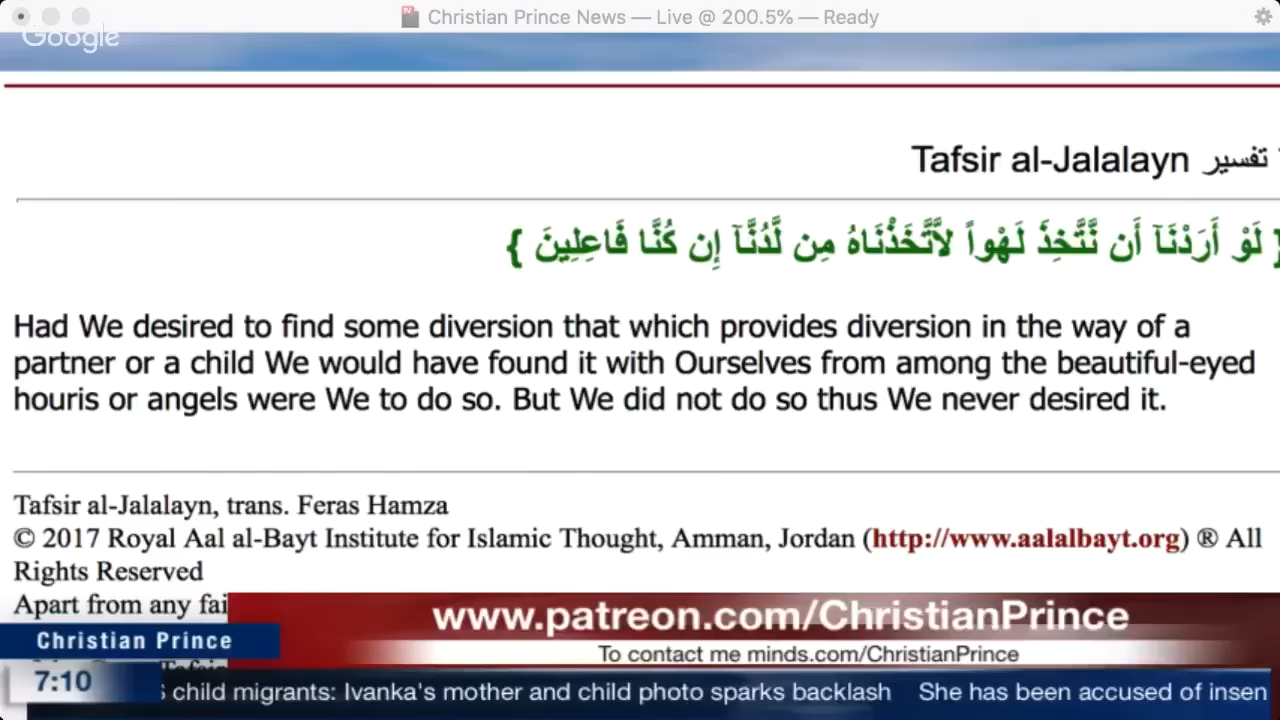 Christian Prince News — Live @ 200.5% — Ready
Google
Tafsir al-Jalalayn تفسير
{ لَوْ أَرَدْنَآ أَن نَّتَّخِذَ لَهْواً لاَّتَّخَذْنَاهُ مِن لَّدُنَّآ إِن كُنَّا فَاعِلِينَ }
Had We desired to find some diversion that which provides diversion in the way of a
partner or a child We would have found it with Ourselves from among the beautiful-eyed
houris or angels were We to do so. But We did not do so thus We never desired it.
Tafsir al-Jalalayn, trans. Feras Hamza
© 2017 Royal Aal al-Bayt Institute for Islamic Thought, Amman, Jordan (http://www.aalalbayt.org) ® All
Rights Reserved
Apart from any fai
www.patreon.com/ChristianPrince
Christian Prince
To contact me minds.com/ChristianPrince
7:10
child migrants: Ivanka's mother and child photo sparks backlash She has been accused of insen